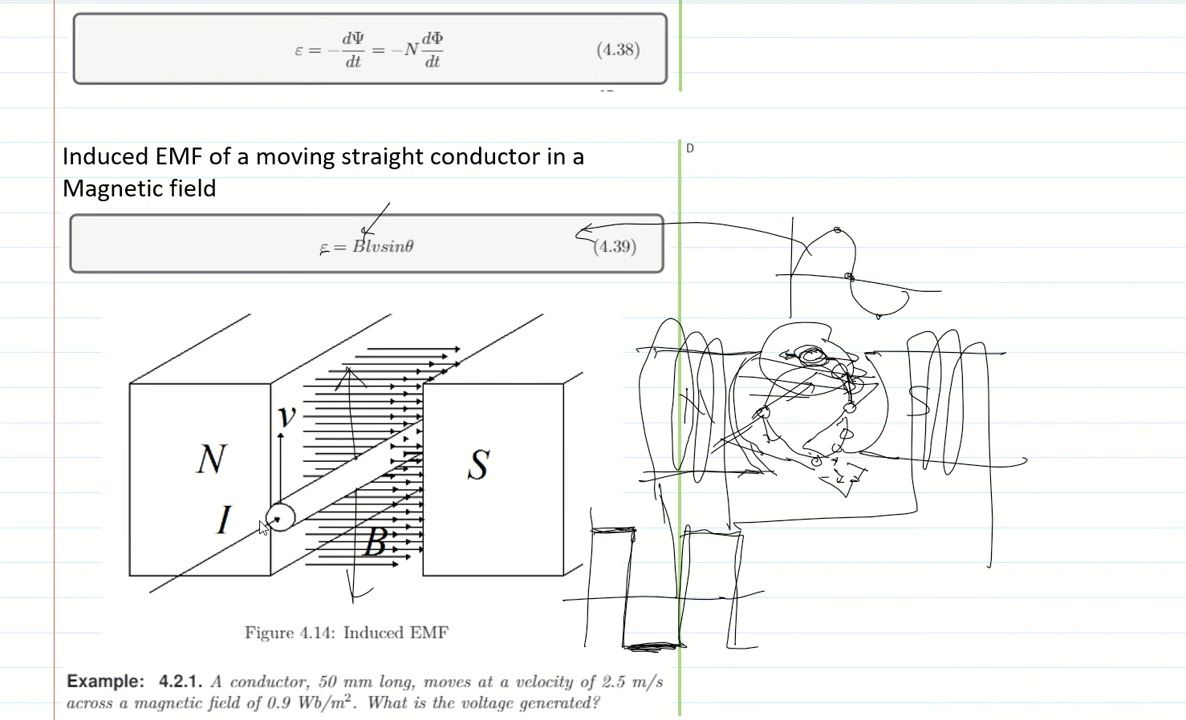 ε = −dΨ/dt = −N dΦ/dt (4.38)
Induced EMF of a moving straight conductor in a
Magnetic field
D
ε = Blvsinθ (4.39)
v
N
S
I
B
N
S
Figure 4.14: Induced EMF
Example: 4.2.1. A conductor, 50 mm long, moves at a velocity of 2.5 m/s
across a magnetic field of 0.9 Wb/m². What is the voltage generated?